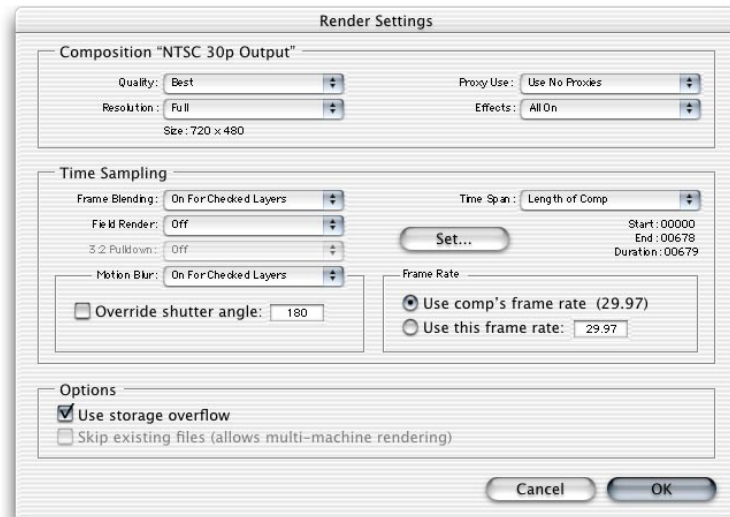 Render Settings
Composition “NTSC 30p Output”
Quality: Best
Proxy Use: Use No Proxies
Resolution: Full
Effects: All On
Size: 720 x 480
Time Sampling
Frame Blending: On For Checked Layers
Time Span: Length of Comp
Field Render: Off
Set...
Start: 00000
End: 00678
Duration: 00679
3:2 Pulldown: Off
Motion Blur: On For Checked Layers
Frame Rate
Override shutter angle: 180
Use comp’s frame rate (29.97)
Use this frame rate: 29.97
Options
Use storage overflow
Skip existing files (allows multi-machine rendering)
Cancel
OK